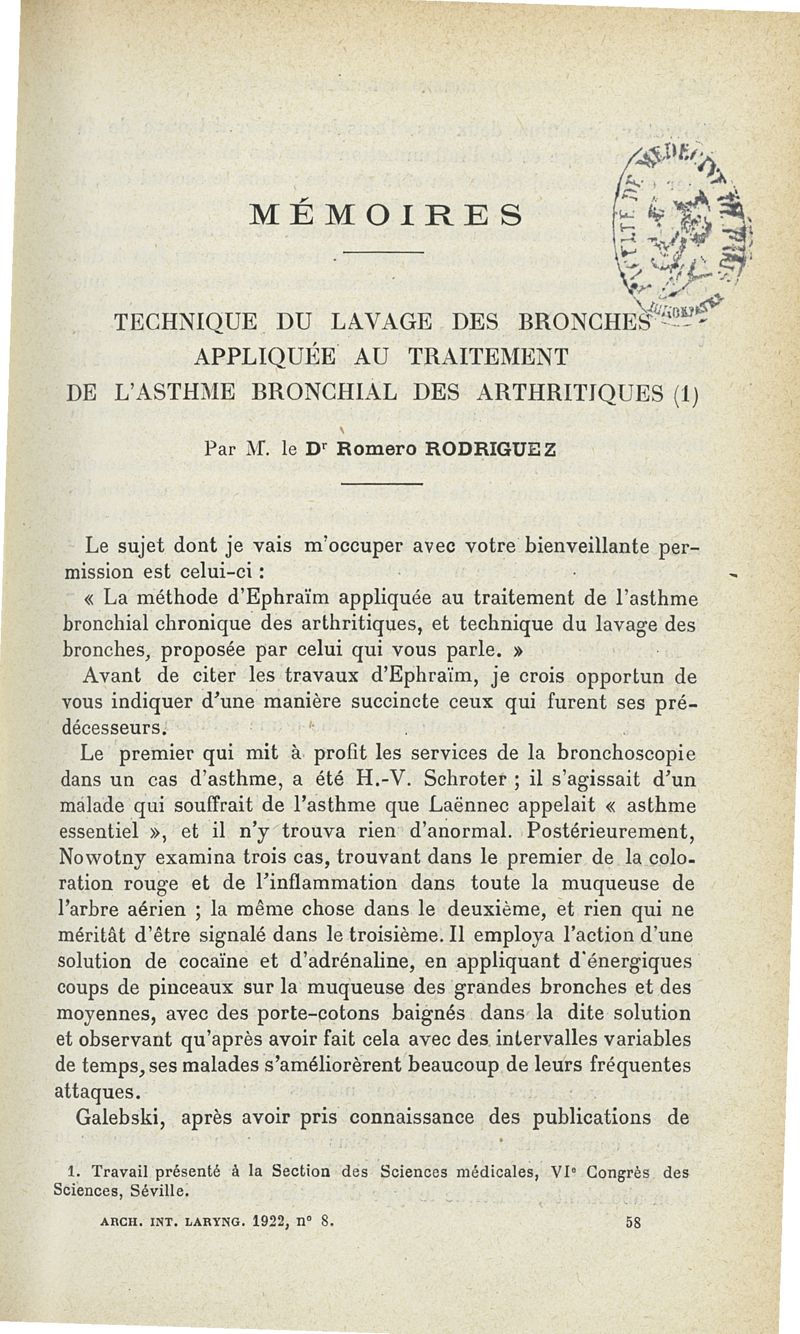 MÉMOIRES
TECHNIQUE DU LAVAGE DES BRONCHES
APPLIQUÉE AU TRAITEMENT
DE L'ASTHME BRONCHIAL DES ARTHRITIQUES (1)
Par M. le Dr Romero RODRIGUEZ
Le sujet dont je vais m'occuper avec votre bienveillante per-
mission est celui-ci :
« La méthode d'Ephraïm appliquée au traitement de l'asthme
bronchial chronique des arthritiques, et technique du lavage des
bronches, proposée par celui qui vous parle. »
Avant de citer les travaux d'Ephraïm, je crois opportun de
vous indiquer d'une manière succincte ceux qui furent ses pré-
décesseurs.
Le premier qui mit à profit les services de la bronchoscopie
dans un cas d'asthme, a été H.-V. Schroter ; il s'agissait d'un
malade qui souffrait de l'asthme que Laënnec appelait « asthme
essentiel », et il n'y trouva rien d'anormal. Postérieurement,
Nowotny examina trois cas, trouvant dans le premier de la colo-
ration rouge et de l'inflammation dans toute la muqueuse de
l'arbre aérien ; la même chose dans le deuxième, et rien qui ne
méritât d'être signalé dans le troisième. Il employa l'action d'une
solution de cocaïne et d'adrénaline, en appliquant d'énergiques
coups de pinceaux sur la muqueuse des grandes bronches et des
moyennes, avec des porte-cotons baignés dans la dite solution
et observant qu'après avoir fait cela avec des intervalles variables
de temps, ses malades s'améliorèrent beaucoup de leurs fréquentes
attaques.
Galebski, après avoir pris connaissance des publications de
1. Travail présenté à la Section des Sciences médicales, VIe Congrès des
Sciences, Séville.
ARCH. INT. LARYNG. 1922, n° 8. 58